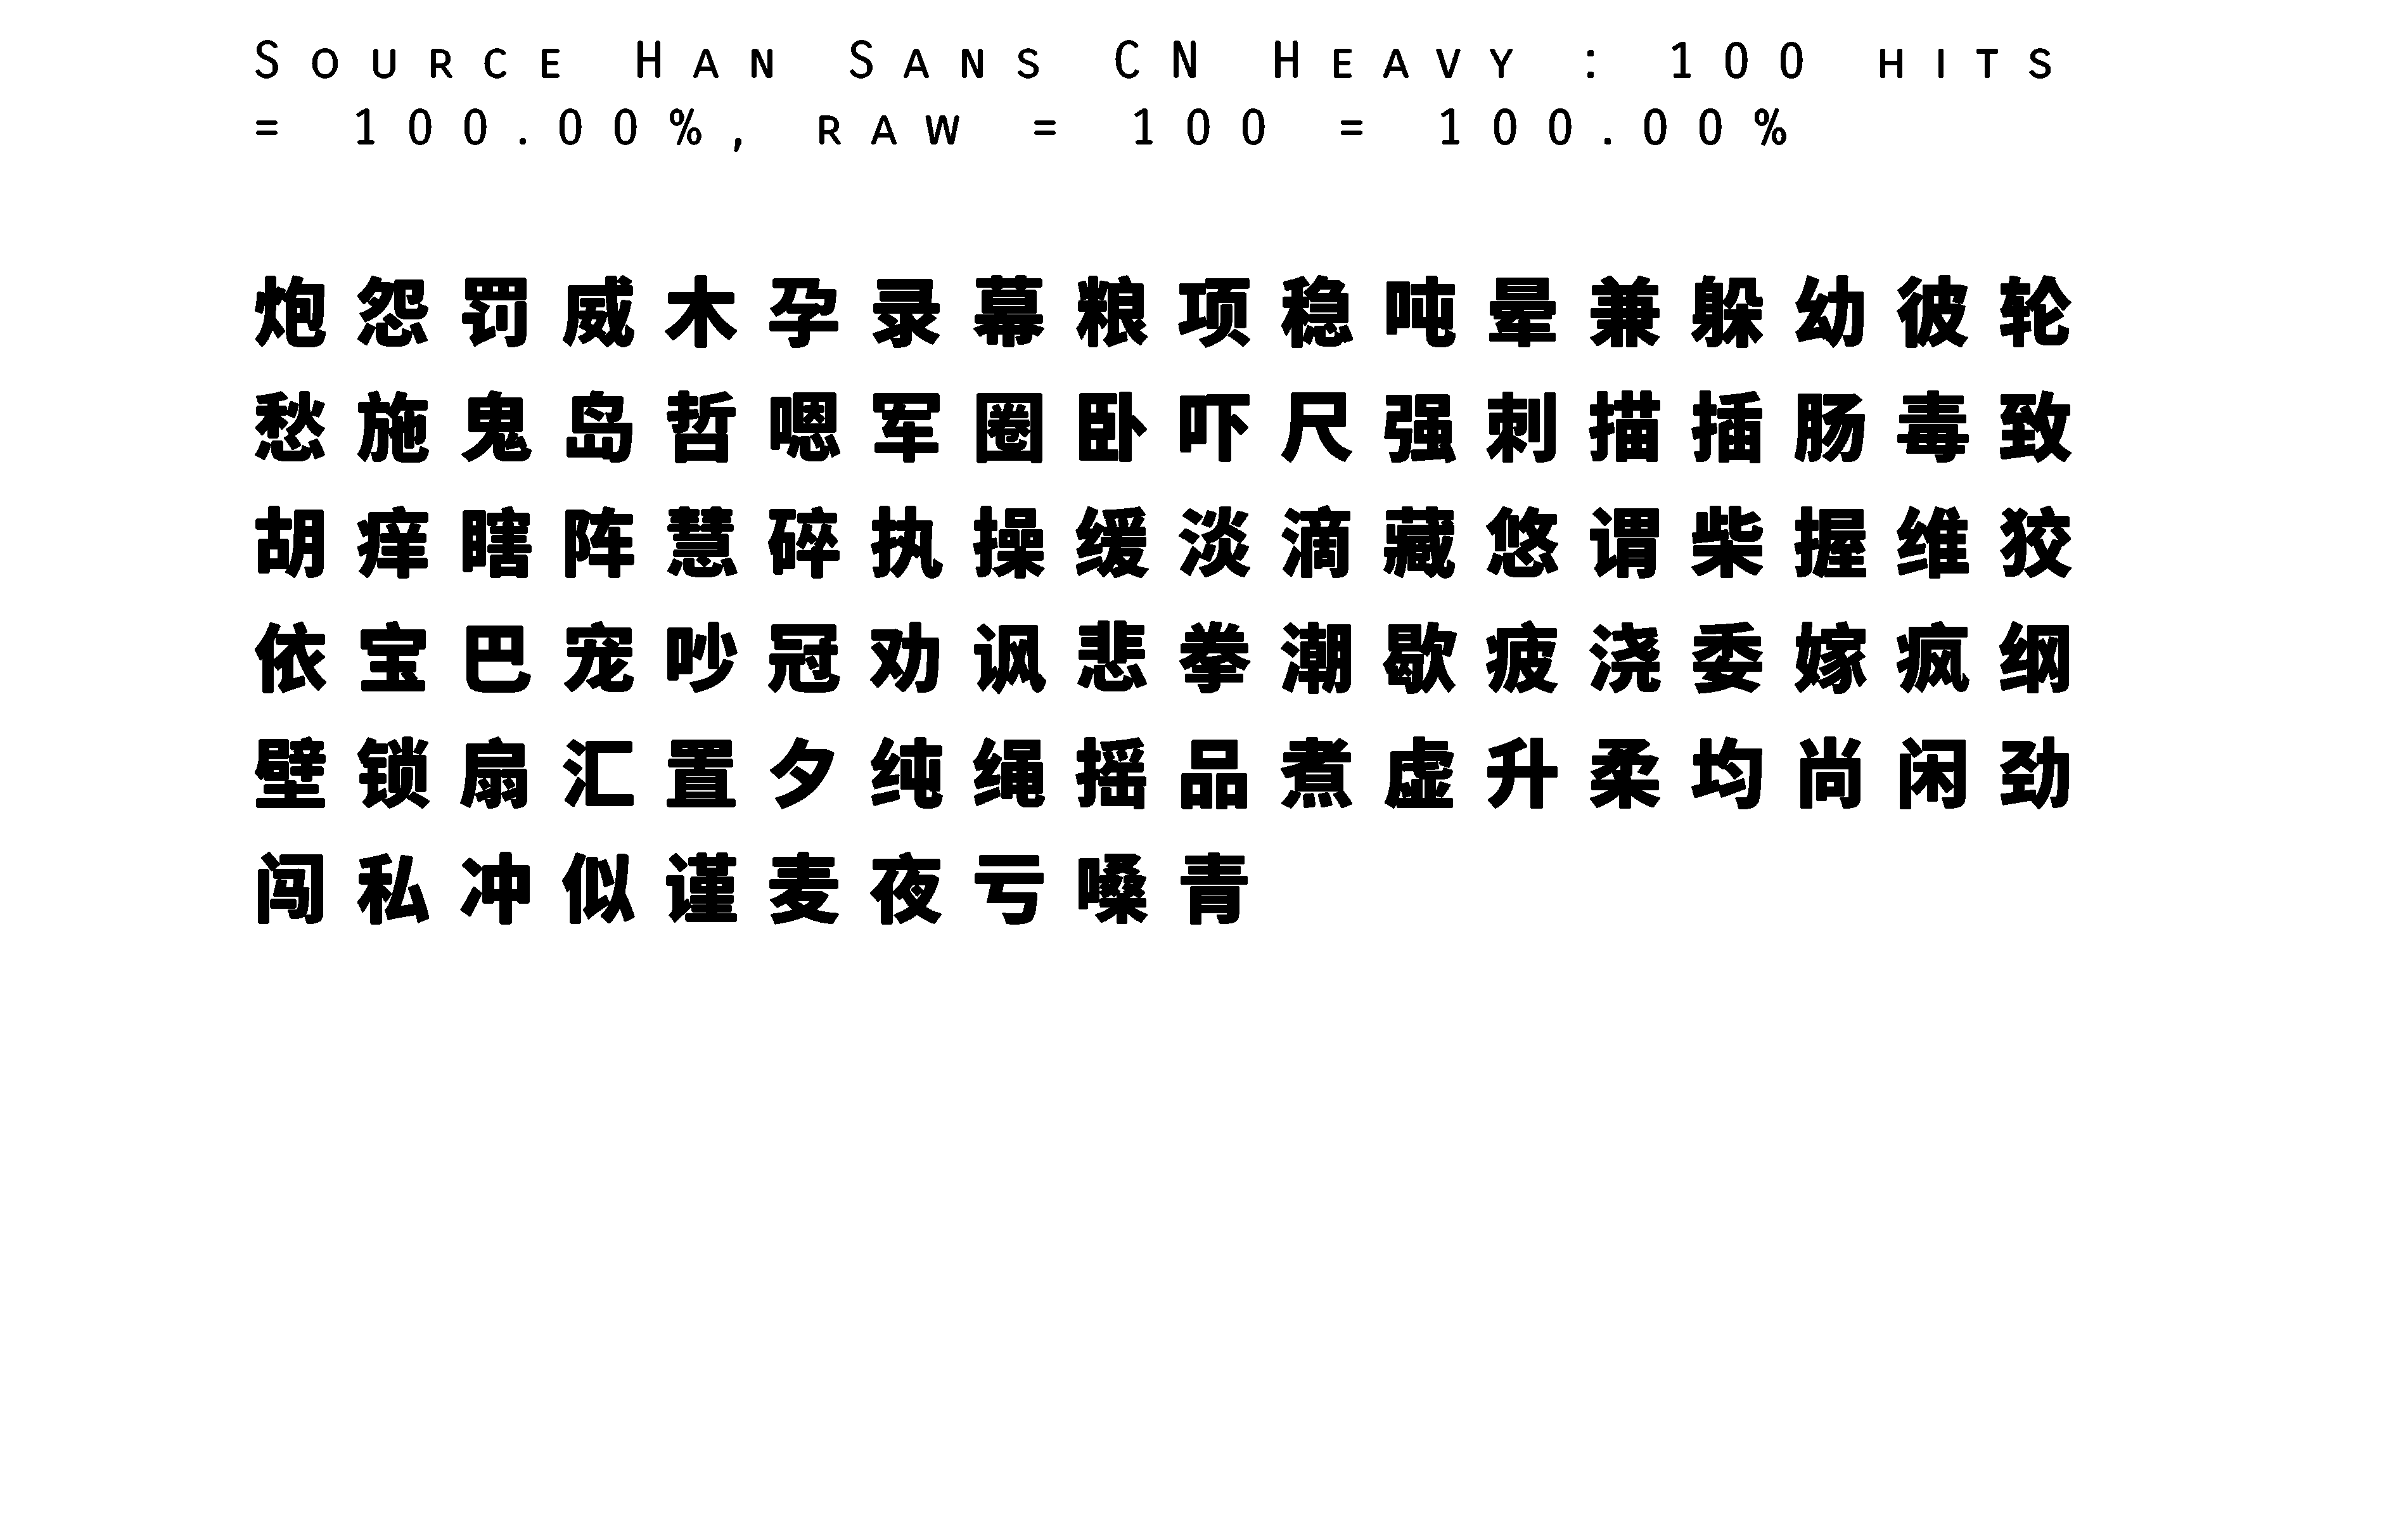 Source Han Sans CN Heavy : 100 hits
= 100.00%, raw = 100 = 100.00%
炮怨罚威木孕录幕粮项稳吨晕兼躲幼彼轮
愁施鬼岛哲嗯军圈卧吓尺强刺描插肠毒致
胡痒瞎阵慧碎执操缓淡滴藏悠谓柴握维狡
依宝巴宠吵冠劝讽悲拳潮歇疲浇委嫁疯纲
壁锁扇汇置夕纯绳摇品煮虚升柔均尚闲劲
闯私冲似谨麦夜亏嗓青